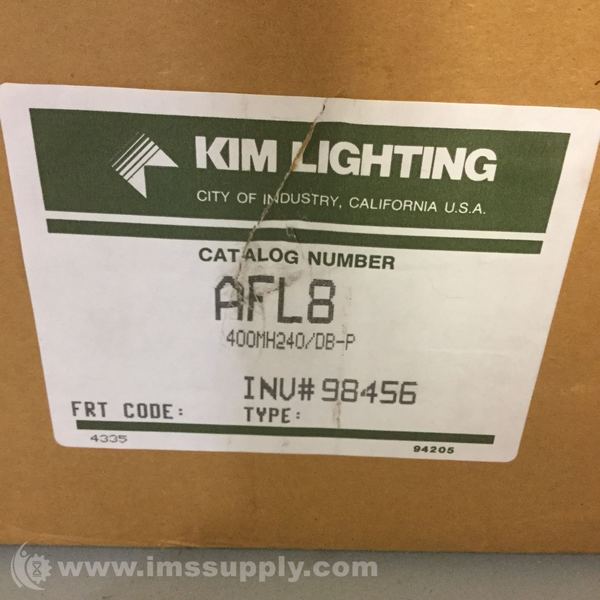 KIM LIGHTING
CITY OF INDUSTRY, CALIFORNIA U.S.A.
CATALOG NUMBER
AFL8
400MH240/DB-P
INV# 98456
FRT CODE: TYPE:
4335 94205
www.imssupply.com